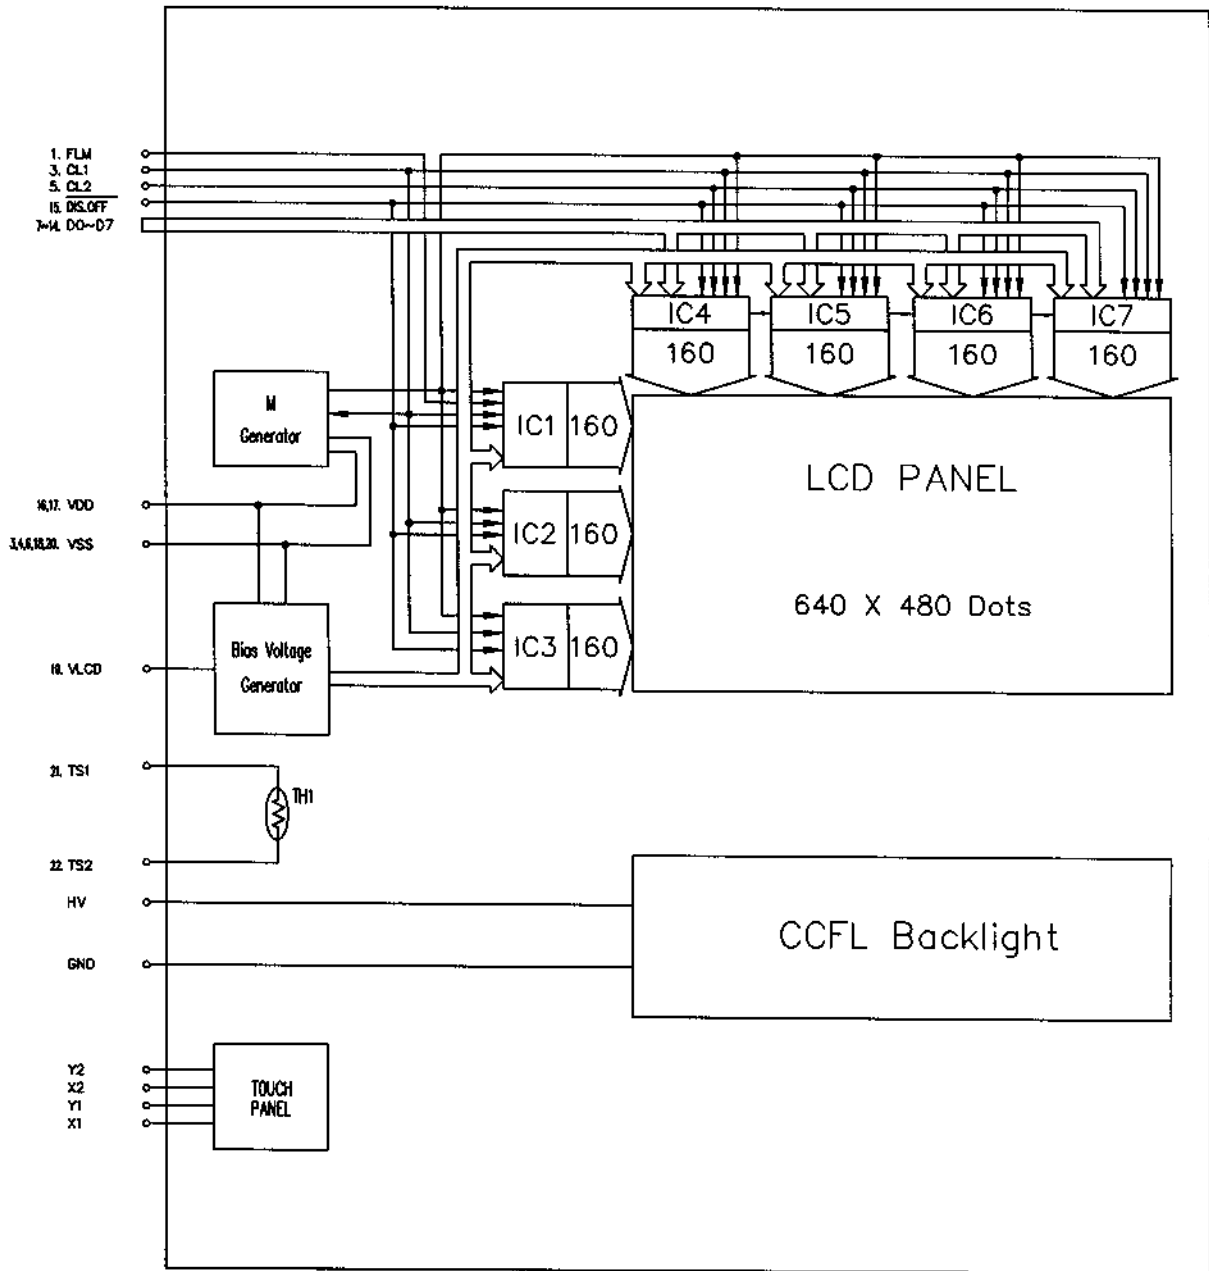 1. FLM
3. CL1
5. CL2
15. DIS.OFF
7~14. D0~D7
IC4
IC5
IC6
IC7
160
160
160
160
M
Generator
IC1
160
LCD PANEL
16,17. VDD
IC2
160
3,4,6,18,20. VSS
640 X 480 Dots
IC3
160
Bias Voltage
Generator
19. VLCD
21. TS1
TH1
22. TS2
HV
CCFL Backlight
GND
Y2
X2
Y1
X1
TOUCH
PANEL